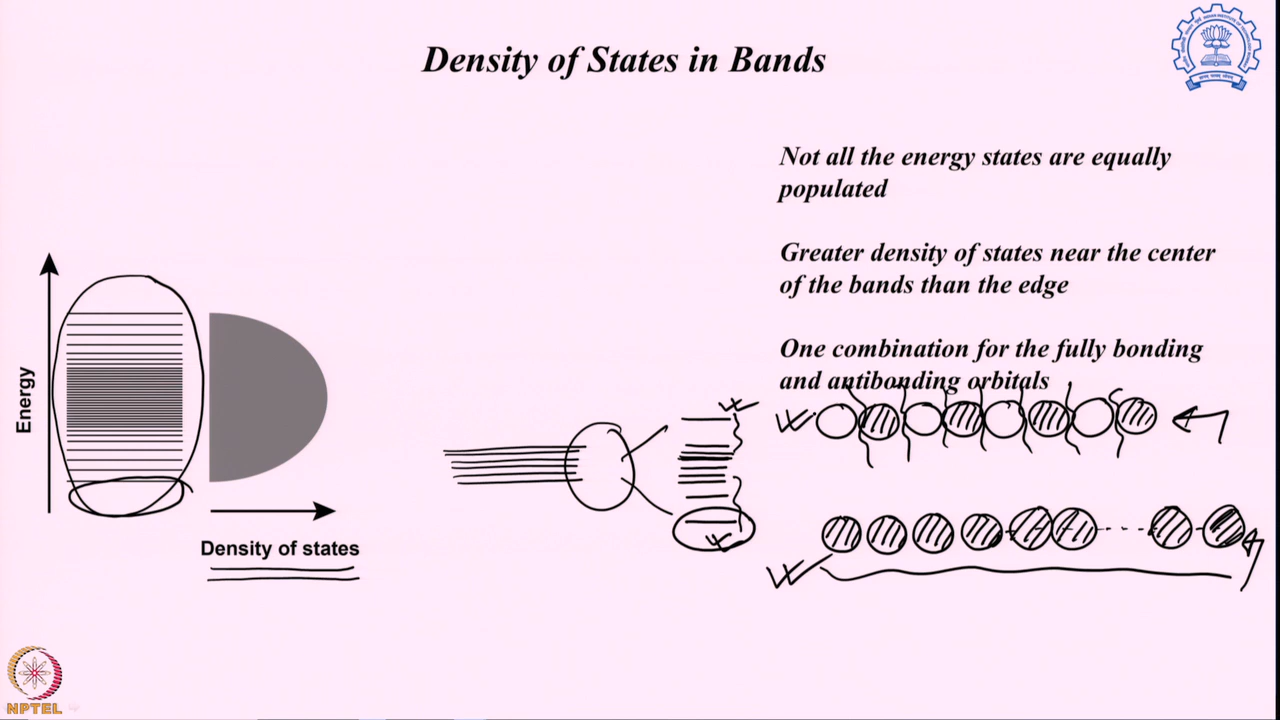 Density of States in Bands
Not all the energy states are equally
populated
Greater density of states near the center
of the bands than the edge
One combination for the fully bonding
and antibonding orbitals
Energy
Density of states
NPTEL